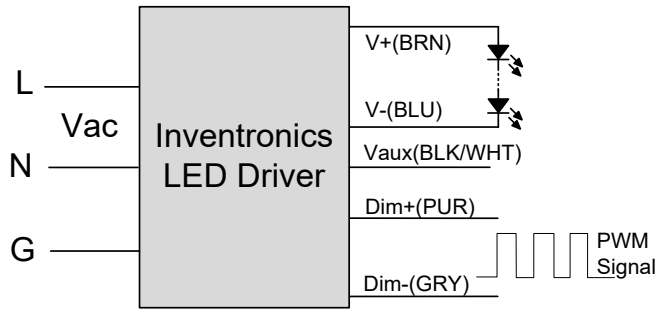 L
Vac
N
G
Inventronics
LED Driver
V+(BRN)
V-(BLU)
Vaux(BLK/WHT)
Dim+(PUR)
Dim-(GRY)
PWM
Signal